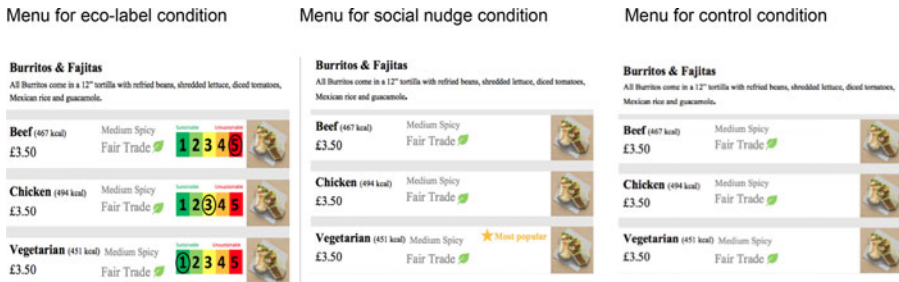 Menu for eco-label condition
Burritos & Fajitas
All Burritos come in a 12" tortilla with refried beans, shredded lettuce, diced tomatoes,
Mexican rice and guacamole.
Beef (467 kcal) Medium Spicy Sustainable Unsustainable
£3.50 Fair Trade 1 2 3 4 5
Chicken (494 kcal) Medium Spicy Sustainable Unsustainable
£3.50 Fair Trade 1 2 3 4 5
Vegetarian (451 kcal) Medium Spicy Sustainable Unsustainable
£3.50 Fair Trade 1 2 3 4 5
Menu for social nudge condition
Burritos & Fajitas
All Burritos come in a 12" tortilla with refried beans, shredded lettuce, diced tomatoes,
Mexican rice and guacamole.
Beef (467 kcal) Medium Spicy
£3.50 Fair Trade
Chicken (494 kcal) Medium Spicy
£3.50 Fair Trade
Vegetarian (451 kcal) Medium Spicy Most popular
£3.50 Fair Trade
Menu for control condition
Burritos & Fajitas
All Burritos come in a 12" tortilla with refried beans, shredded lettuce, diced tomatoes,
Mexican rice and guacamole.
Beef (467 kcal) Medium Spicy
£3.50 Fair Trade
Chicken (494 kcal) Medium Spicy
£3.50 Fair Trade
Vegetarian (451 kcal) Medium Spicy
£3.50 Fair Trade